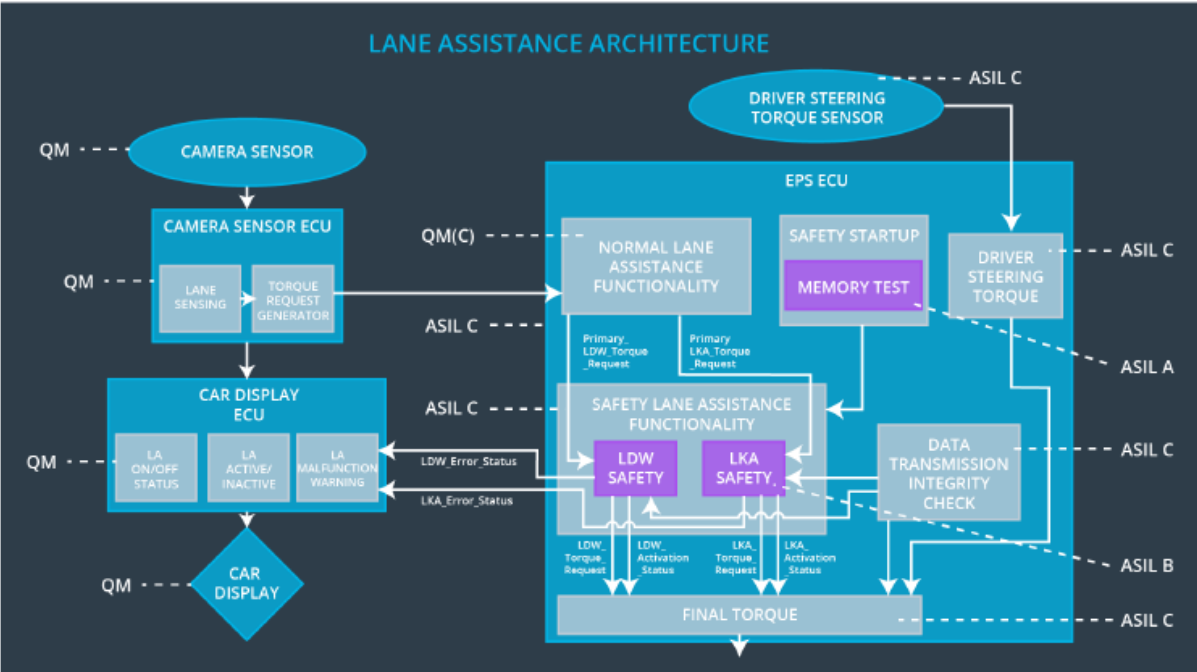 LANE ASSISTANCE ARCHITECTURE
ASIL C
DRIVER STEERING
TORQUE SENSOR
QM
CAMERA SENSOR
EPS ECU
CAMERA SENSOR ECU
QM
LANE
SENSING
TORQUE
REQUEST
GENERATOR
QM(C)
NORMAL LANE
ASSISTANCE
FUNCTIONALITY
SAFETY STARTUP
MEMORY TEST
DRIVER
STEERING
TORQUE
ASIL C
ASIL C
Primary_
LDW_Torque
_Request
Primary
LKA_Torque
_Request
ASIL A
CAR DISPLAY
ECU
ASIL C
SAFETY LANE ASSISTANCE
FUNCTIONALITY
QM
LA
ON/OFF
STATUS
LA
ACTIVE/
INACTIVE
LA
MALFUNCTION
WARNING
LDW_Error_Status
LKA_Error_Status
LDW
SAFETY
LKA
SAFETY
DATA
TRANSMISSION
INTEGRITY
CHECK
ASIL C
LDW_
Torque_
Request
LDW_
Activation
_Status
LKA_
Torque_
Request
LKA_
Activation
_Status
ASIL B
QM
CAR
DISPLAY
FINAL TORQUE
ASIL C